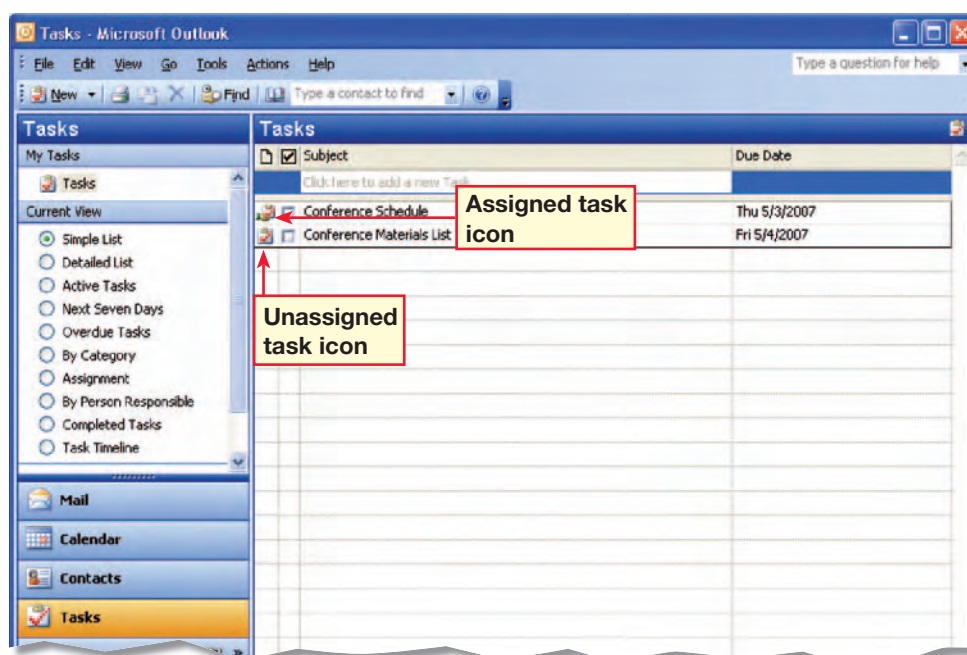 Tasks - Microsoft Outlook
File Edit View Go Tools Actions Help
Type a question for help
New Find Type a contact to find
Tasks
Tasks
My Tasks
Subject
Due Date
Tasks
Click here to add a new Task
Current View
Conference Schedule
Thu 5/3/2007
Assigned task
icon
Simple List
Conference Materials List
Fri 5/4/2007
Detailed List
Active Tasks
Next Seven Days
Unassigned
task icon
Overdue Tasks
By Category
Assignment
By Person Responsible
Completed Tasks
Task Timeline
Mail
Calendar
Contacts
Tasks